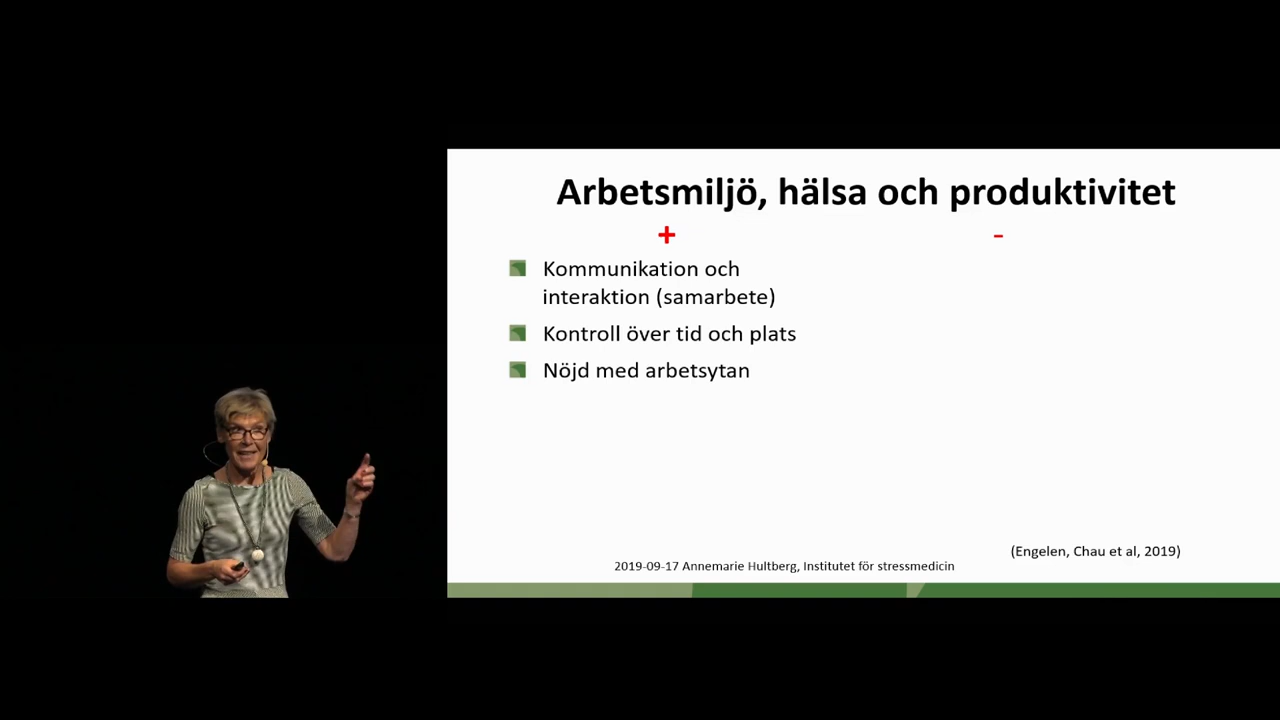 Arbetsmiljö, hälsa och produktivitet
+
-
Kommunikation och
interaktion (samarbete)
Kontroll över tid och plats
Nöjd med arbetsytan
(Engelen, Chau et al, 2019)
2019-09-17 Annemarie Hultberg, Institutet för stressmedicin